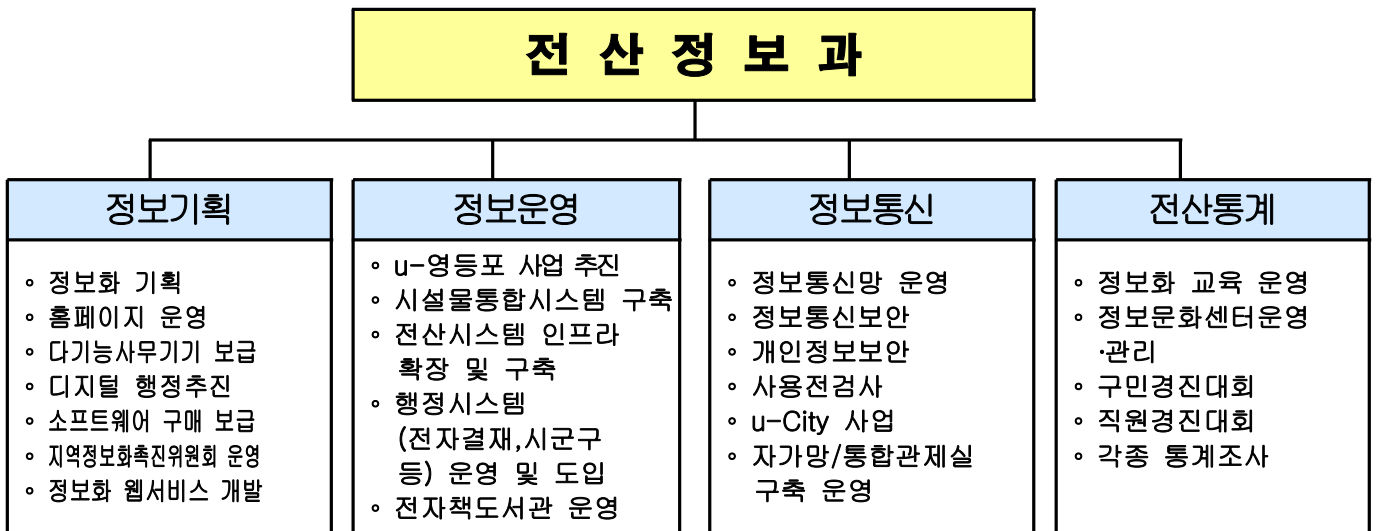 전 산 정 보 과
정보기획
∘ 정보화 기획
∘ 홈페이지 운영
∘ 다기능사무기기 보급
∘ 디지털 행정추진
∘ 소프트웨어 구매 보급
∘ 지역정보화촉진위원회 운영
∘ 정보화 웹서비스 개발
정보운영
∘ u-영등포 사업 추진
∘ 시설물통합시스템 구축
∘ 전산시스템 인프라
확장 및 구축
∘ 행정시스템
(전자결재,시군구
등) 운영 및 도입
∘ 전자책도서관 운영
정보통신
∘ 정보통신망 운영
∘ 정보통신보안
∘ 개인정보보안
∘ 사용전검사
∘ u-City 사업
∘ 자가망/통합관제실
구축 운영
전산통계
∘ 정보화 교육 운영
∘ 정보문화센터운영
·관리
∘ 구민경진대회
∘ 직원경진대회
∘ 각종 통계조사